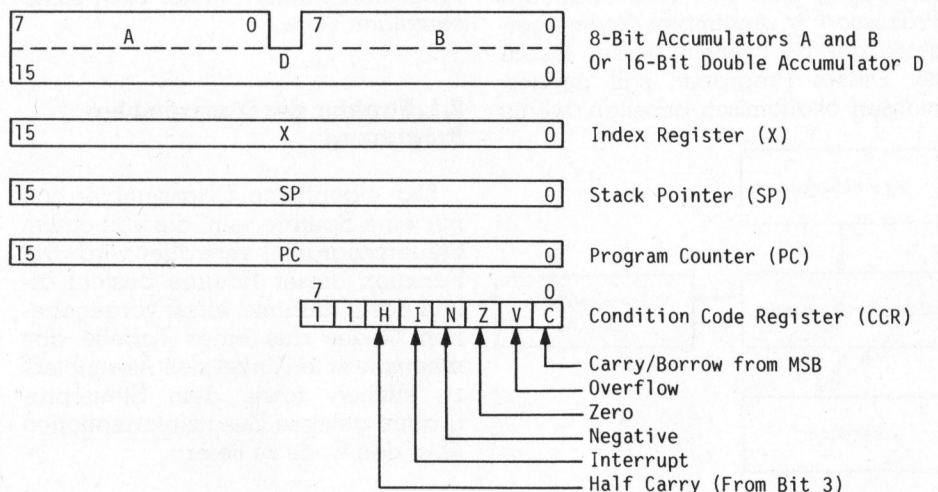 7 A 0 7 B 0
8-Bit Accumulators A and B
15 D 0
Or 16-Bit Double Accumulator D
15 X 0
Index Register (X)
15 SP 0
Stack Pointer (SP)
15 PC 0
Program Counter (PC)
7 0
1 1 H I N Z V C
Condition Code Register (CCR)
Carry/Borrow from MSB
Overflow
Zero
Negative
Interrupt
Half Carry (From Bit 3)